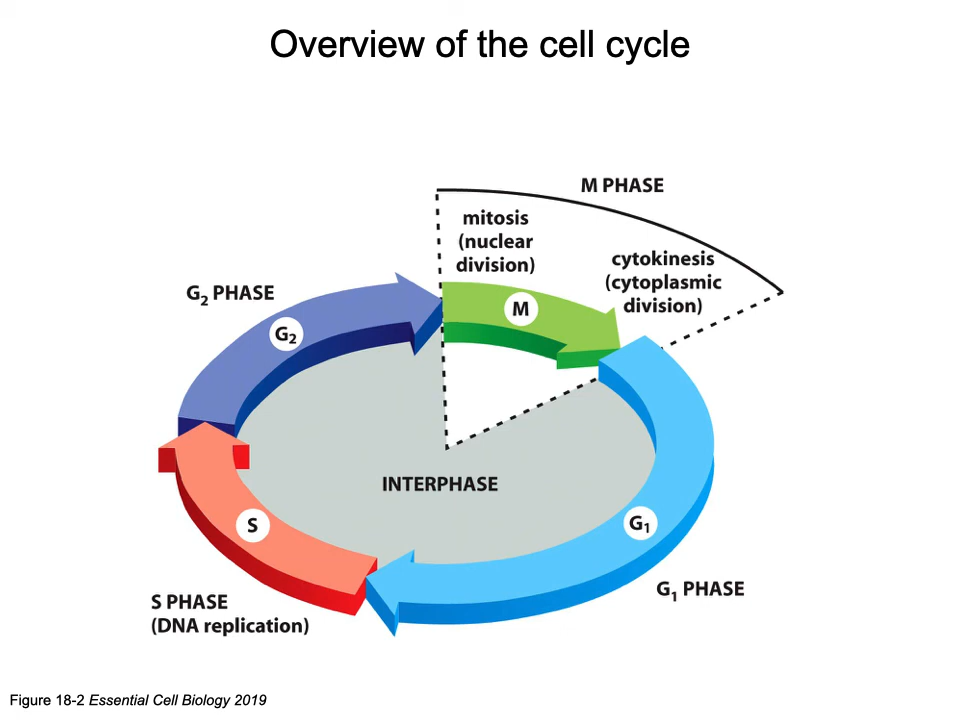 Overview of the cell cycle
M PHASE
mitosis
(nuclear
division)
cytokinesis
(cytoplasmic
division)
G₂ PHASE
M
G₂
INTERPHASE
S
G₁
G₁ PHASE
S PHASE
(DNA replication)
Figure 18-2 Essential Cell Biology 2019